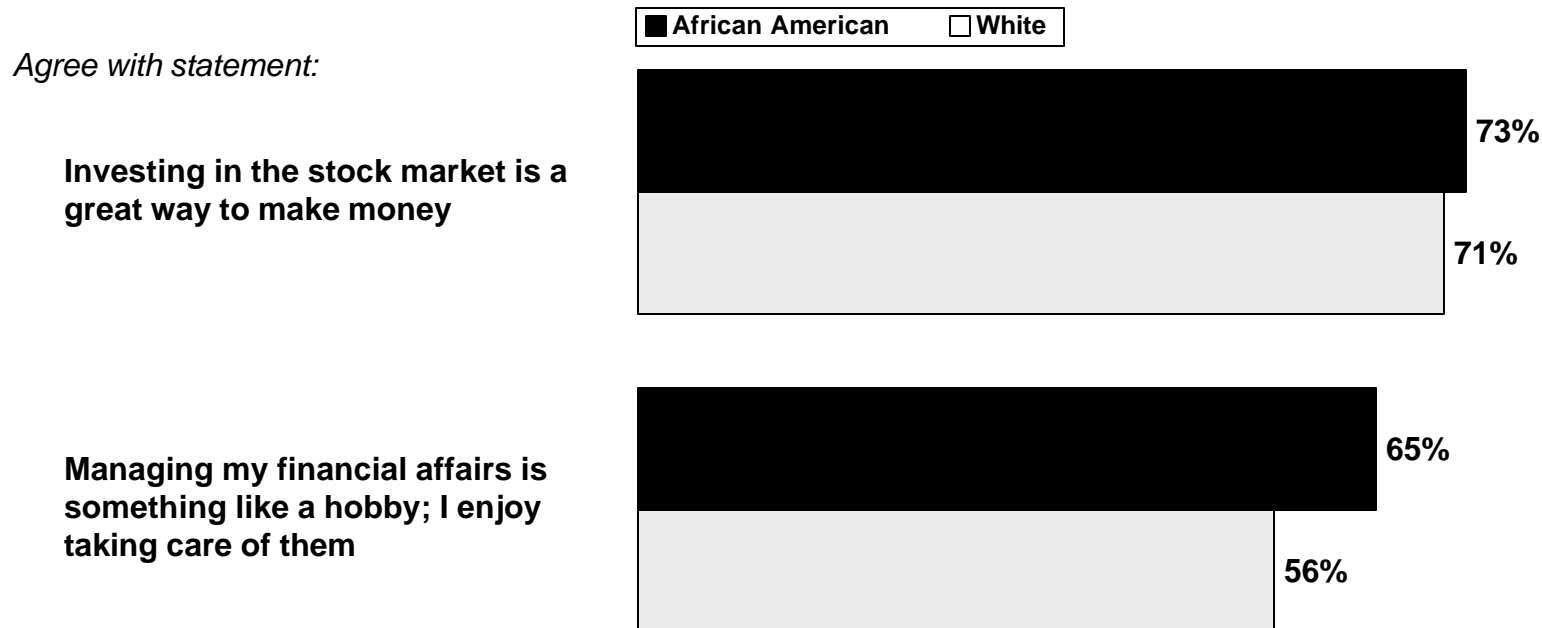 African American White
Agree with statement:
Investing in the stock market is a
great way to make money
73%
71%
Managing my financial affairs is
something like a hobby; I enjoy
taking care of them
65%
56%